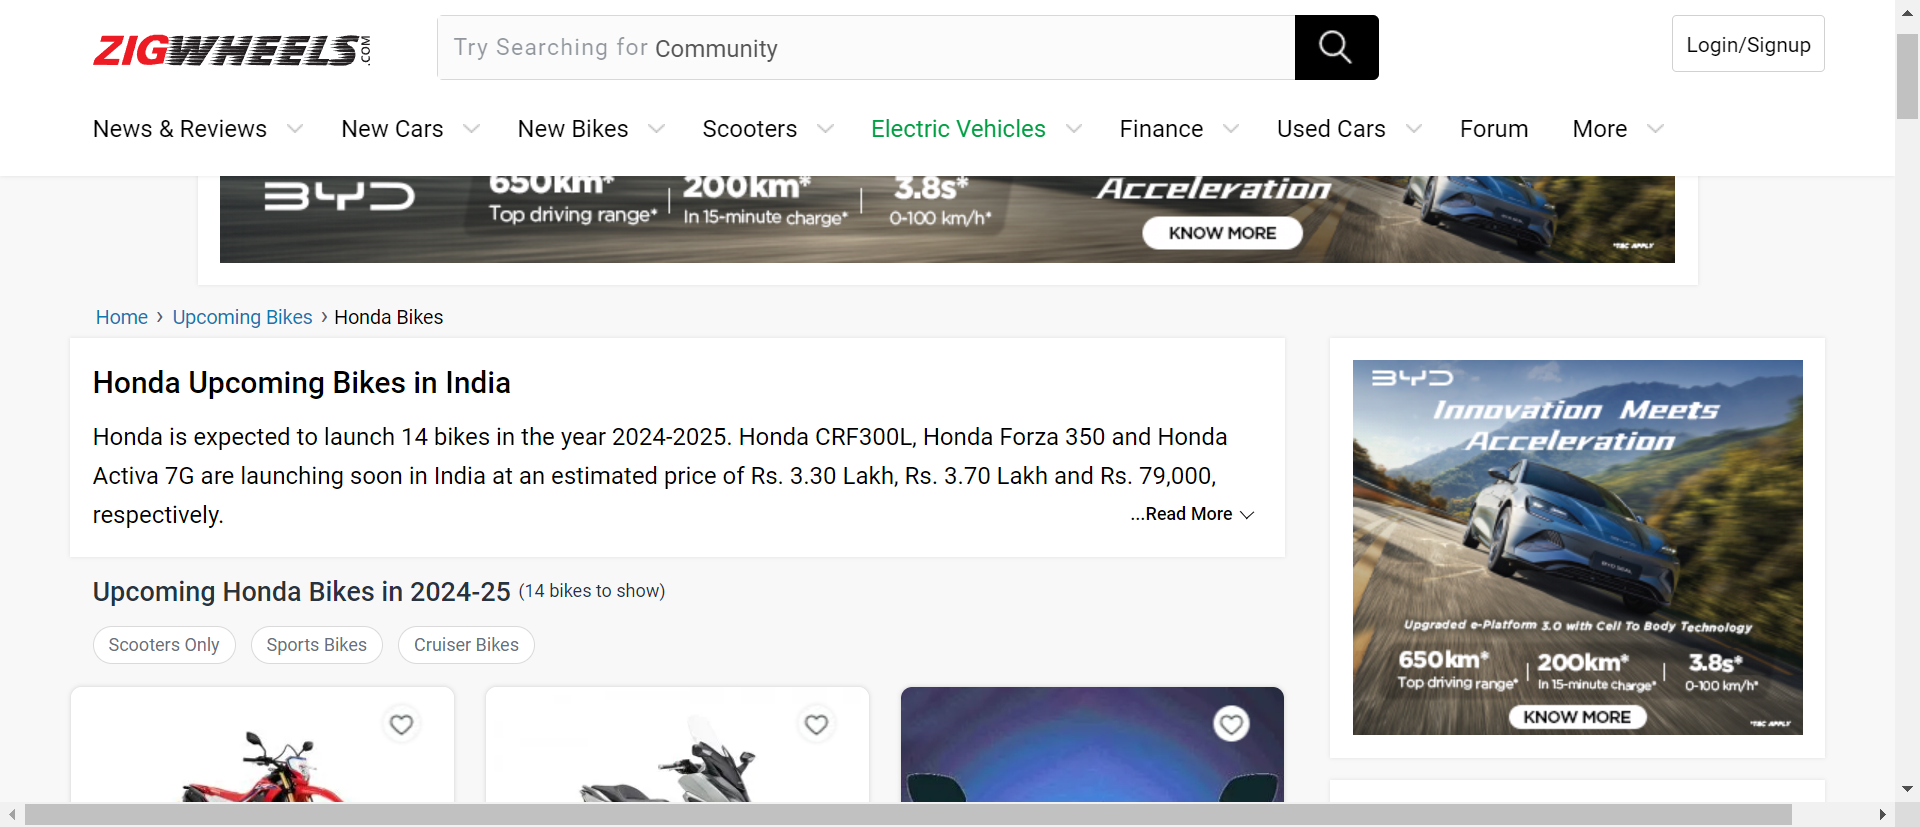 ZIGWHEELS.COM
Try Searching for Community
Login/Signup
News & Reviews New Cars New Bikes Scooters Electric Vehicles Finance Used Cars Forum More
BYD
650km* 200km* 3.8s*
Top driving range* In 15-minute charge* 0-100 km/h*
Acceleration
KNOW MORE
*T&C APPLY
Home › Upcoming Bikes › Honda Bikes
Honda Upcoming Bikes in India
Honda is expected to launch 14 bikes in the year 2024-2025. Honda CRF300L, Honda Forza 350 and Honda
Activa 7G are launching soon in India at an estimated price of Rs. 3.30 Lakh, Rs. 3.70 Lakh and Rs. 79,000,
respectively.
...Read More
Upcoming Honda Bikes in 2024-25 (14 bikes to show)
Scooters Only Sports Bikes Cruiser Bikes
BYD
Innovation Meets
Acceleration
BYD
BYD SEAL
Upgraded e-Platform 3.0 with Cell To Body Technology
650km* 200km* 3.8s*
Top driving range* In 15-minute charge* 0-100 km/h*
KNOW MORE
*T&C APPLY